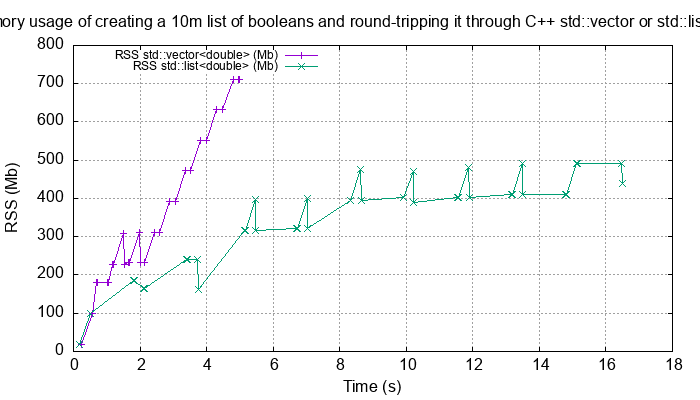 nory usage of creating a 10m list of booleans and round-tripping it through C++ std::vector or std::lis
RSS std::vector<double> (Mb)
RSS std::list<double> (Mb)
800
700
600
500
400
300
200
100
0
RSS (Mb)
0 2 4 6 8 10 12 14 16 18
Time (s)